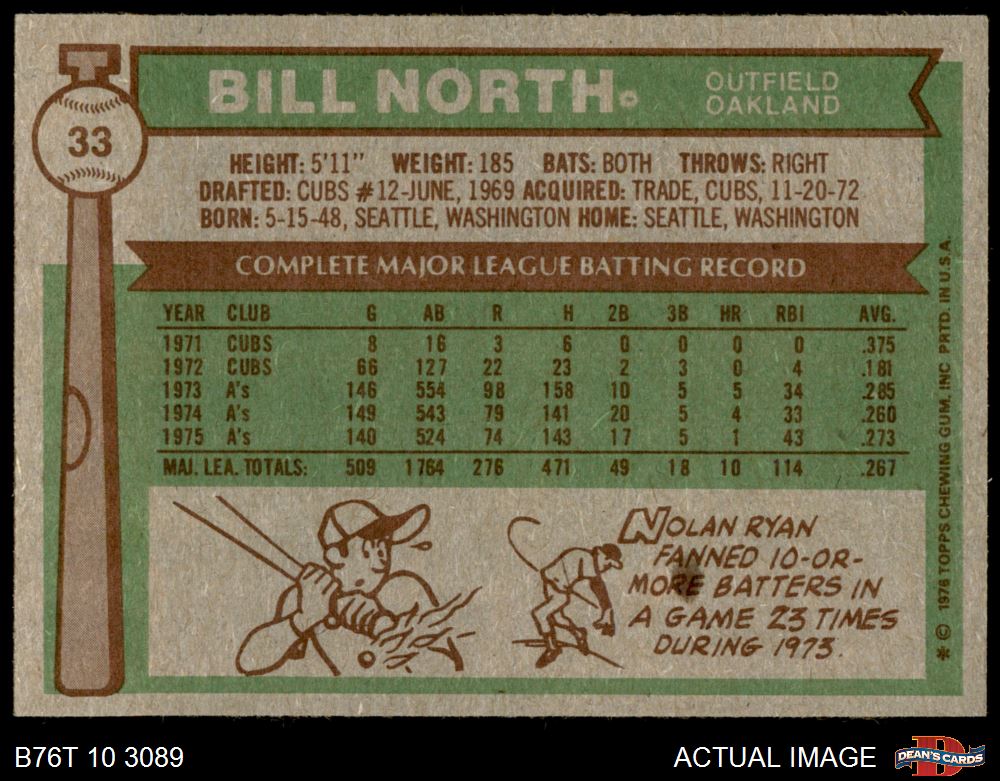 T
33
BILL NORTH
OUTFIELD
OAKLAND
HEIGHT: 5'11" WEIGHT: 185 BATS: BOTH THROWS: RIGHT
DRAFTED: CUBS #12-JUNE, 1969 ACQUIRED: TRADE, CUBS, 11-20-72
BORN: 5-15-48, SEATTLE, WASHINGTON HOME: SEATTLE, WASHINGTON
COMPLETE MAJOR LEAGUE BATTING RECORD
YEAR CLUB G AB R H 2B 3B HR RBI AVG.
1971 CUBS 8 16 3 6 0 0 0 0 .375
1972 CUBS 66 127 22 23 2 3 0 4 .181
1973 A's 146 554 98 158 10 5 5 34 .285
1974 A's 149 543 79 141 20 5 4 33 .260
1975 A's 140 524 74 143 17 5 1 43 .273
MAJ. LEA. TOTALS: 509 1764 276 471 49 18 10 114 .267
NOLAN RYAN
FANNED 10-OR-
MORE BATTERS IN
A GAME 23 TIMES
DURING 1973.
* © 1976 TOPPS CHEWING GUM, INC PRTD. IN U.S.A.
B76T 10 3089
ACTUAL IMAGE
D
DEAN'S CARDS